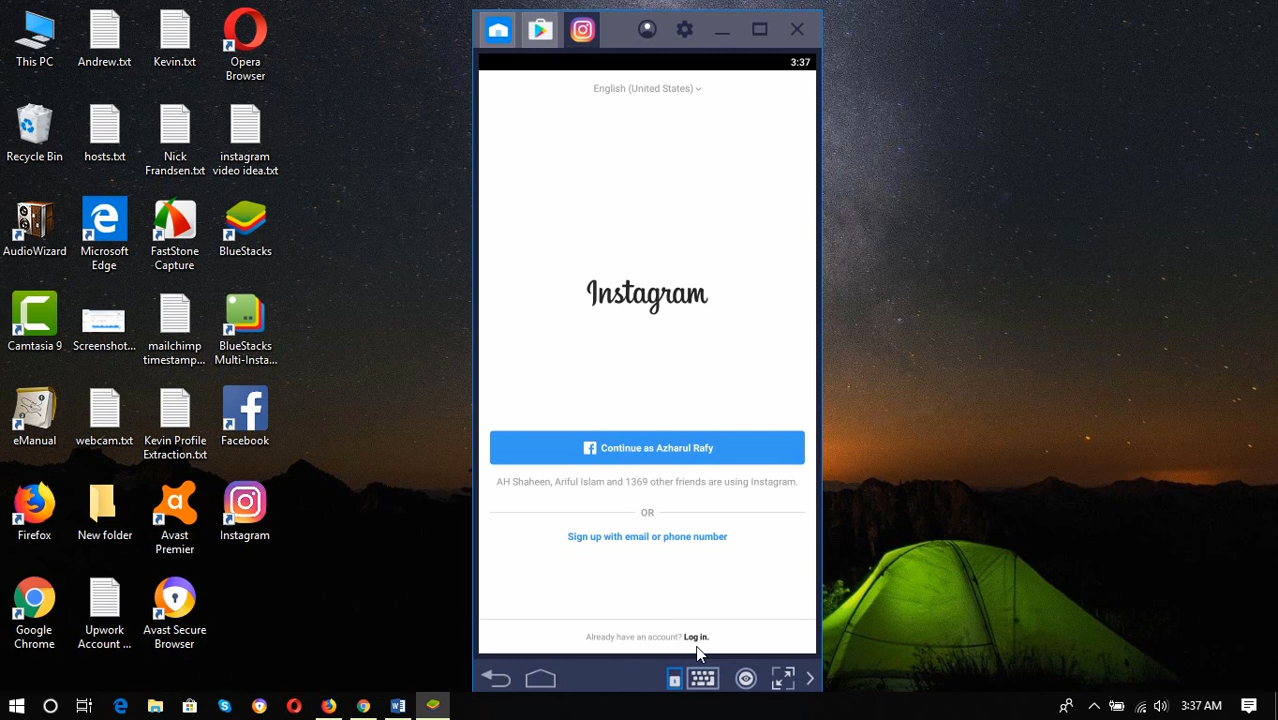 This PC
Andrew.txt
Kevin.txt
Opera
Browser
Recycle Bin
hosts.txt
Nick
Frandsen.txt
instagram
video idea.txt
AudioWizard
Microsoft
Edge
FastStone
Capture
BlueStacks
Camtasia 9
Screenshot...
mailchimp
timestamp...
BlueStacks
Multi-Insta...
eManual
webcam.txt
Kevin Profile
Extraction.txt
Facebook
Firefox
New folder
Avast
Premier
Instagram
Google
Upwork
Account ...
Avast Secure
Browser
3:37
English (United States)
Instagram
Continue as Azharul Rafy
AH Shaheen, Ariful Islam and 1369 other friends are using Instagram.
OR
Sign up with email or phone number
Already have an account? Log in.
3:37 AM